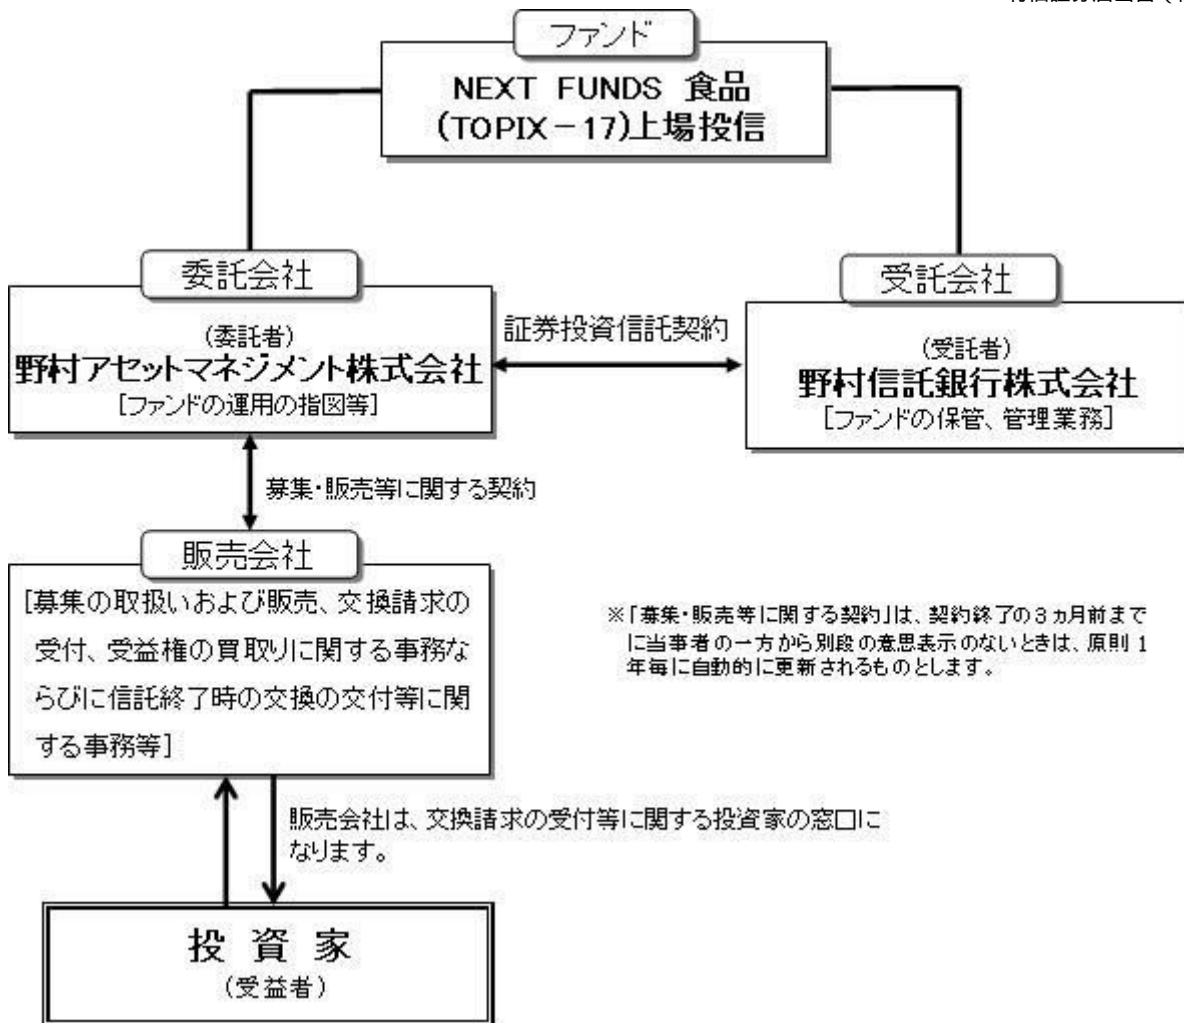 ファンド
NEXT FUNDS 食品
(TOPIX－17)上場投信
委託会社
(委託者)
野村アセットマネジメント株式会社
[ファンドの運用の指図等]
証券投資信託契約
受託会社
(受託者)
野村信託銀行株式会社
[ファンドの保管、管理業務]
募集・販売等に関する契約
販売会社
[募集の取扱いおよび販売、交換請求の
受付、受益権の買取りに関する事務な
らびに信託終了時の交換の交付等に関
する事務等]
※「募集・販売等に関する契約」は、契約終了の3ヵ月前まで
に当事者の一方から別段の意思表示のないときは、原則1
年毎に自動的に更新されるものとします。
販売会社は、交換請求の受付等に関する投資家の窓口に
なります。
投 資 家
(受益者)